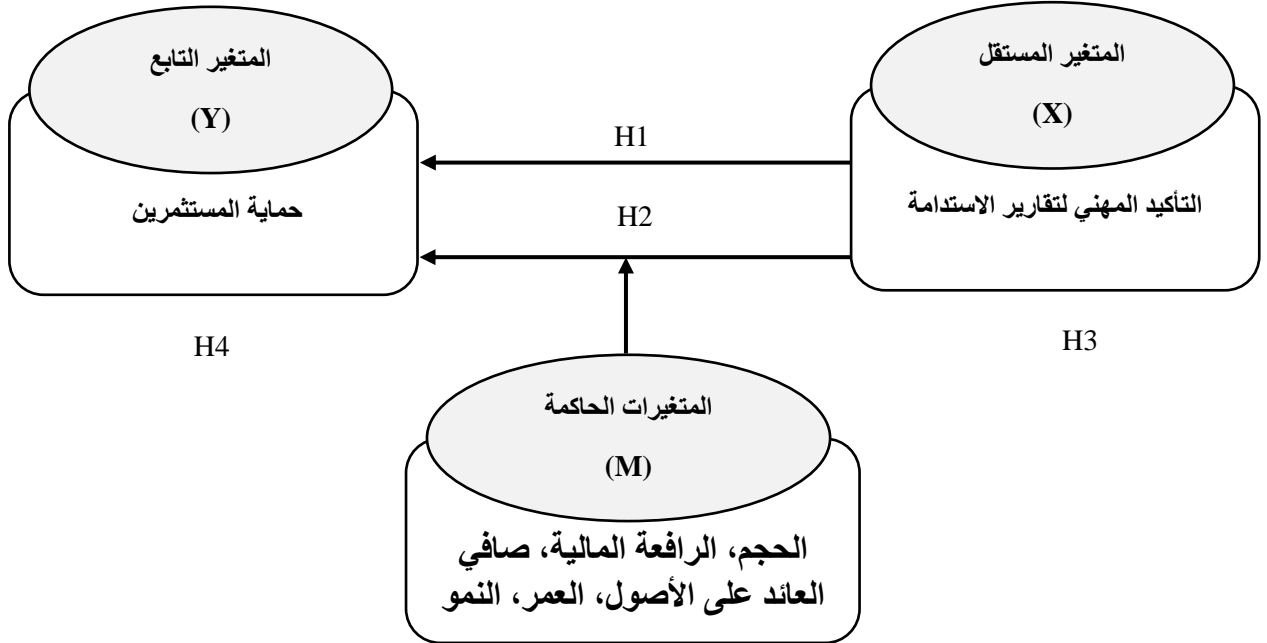 المتغير المستقل
(X)
التأكيد المهني لتقارير الاستدامة
المتغير التابع
(Y)
حماية المستثمرين
H1
H2
H3
H4
المتغيرات الحاكمة
(M)
الحجم، الرافعة المالية، صافي
العائد على الأصول، العمر، النمو